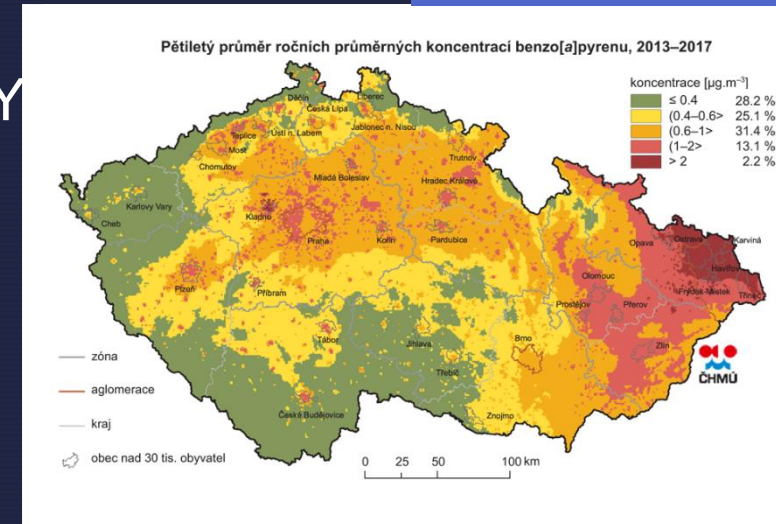 Y
Pětiletý průměr ročních průměrných koncentrací benzo[a]pyrenu, 2013–2017
koncentrace [µg.m⁻³]
≤ 0.4 28.2 %
(0.4–0.6> 25.1 %
(0.6–1> 31.4 %
(1–2> 13.1 %
> 2 2.2 %
Děčín
Liberec
Česká Lípa
Teplice
Ústí n. Labem
Jablonec n. Nisou
Most
Chomutov
Trutnov
Mladá Boleslav
Hradec Králové
Karlovy Vary
Kladno
Cheb
Praha
Kolín
Pardubice
Opava
Ostrava
Karviná
Havířov
Olomouc
Plzeň
Příbram
Frýdek-Místek
Třinec
Prostějov
Přerov
Tábor
Jihlava
Brno
Zlín
Třebíč
ČHMÚ
České Budějovice
Znojmo
zóna
aglomerace
kraj
obec nad 30 tis. obyvatel
0 25 50 100 km